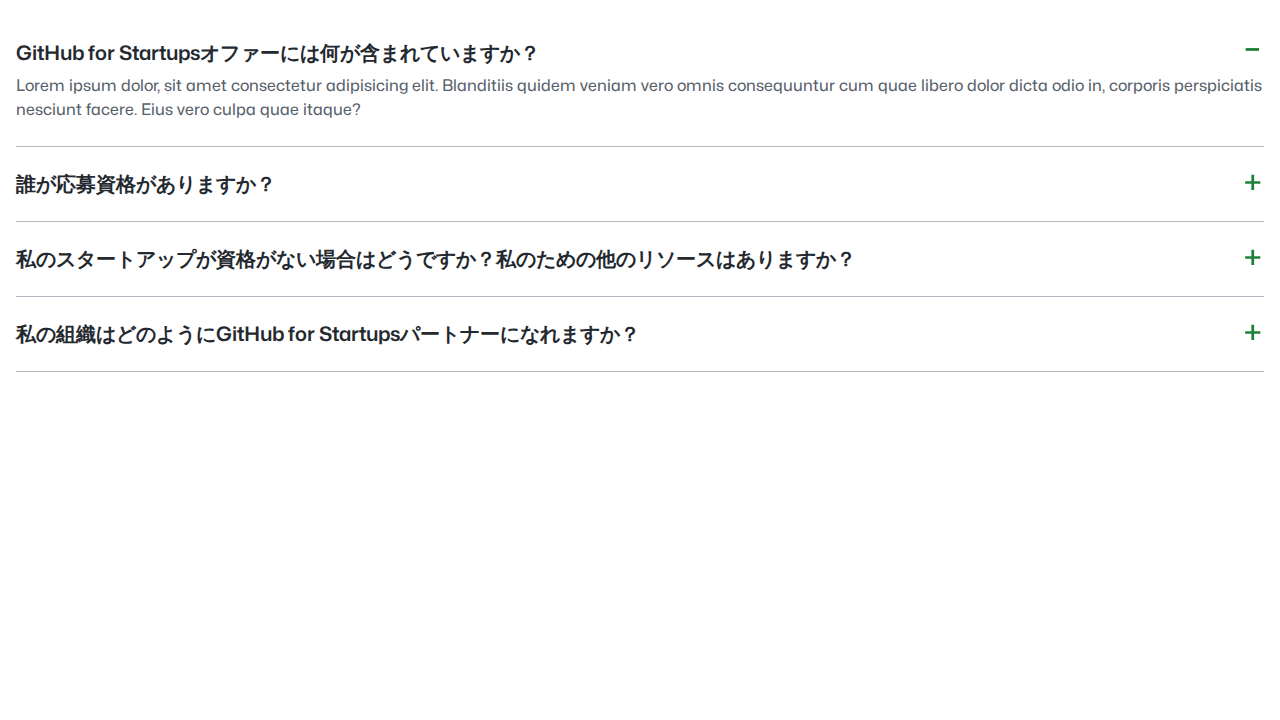 GitHub for Startupsオファーには何が含まれていますか？
Lorem ipsum dolor, sit amet consectetur adipisicing elit. Blanditiis quidem veniam vero omnis consequuntur cum quae libero dolor dicta odio in, corporis perspiciatis
nesciunt facere. Eius vero culpa quae itaque?
誰が応募資格がありますか？
私のスタートアップが資格がない場合はどうですか？私のための他のリソースはありますか？
私の組織はどのようにGitHub for Startupsパートナーになれますか？